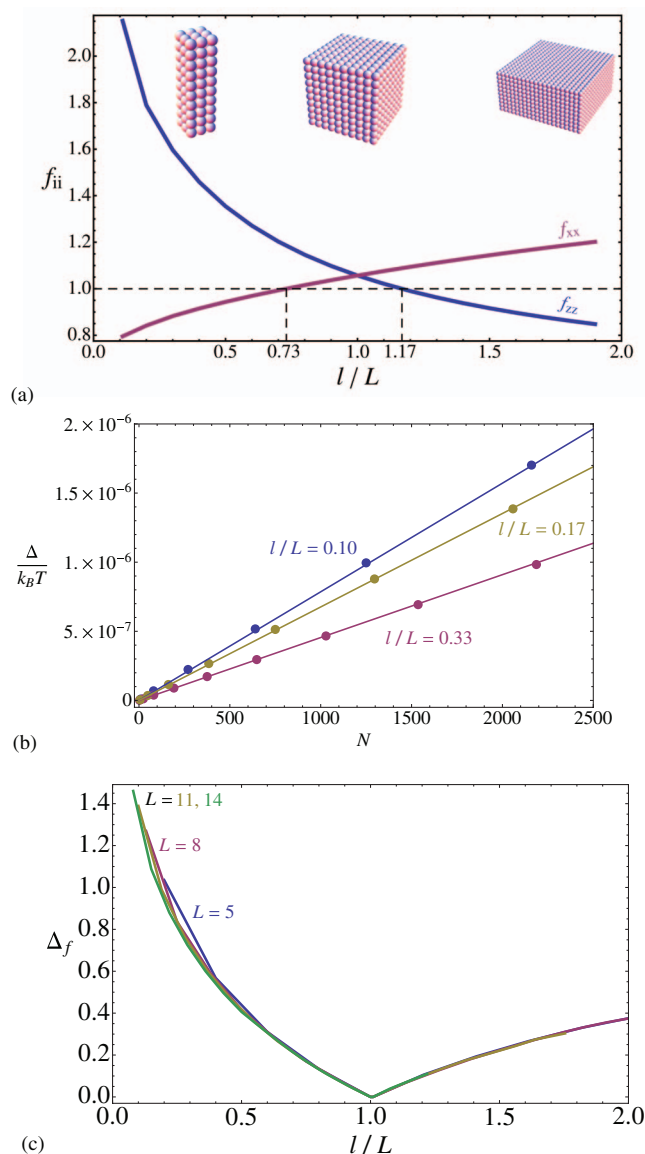 2.0
1.8
1.6
f_ii
1.4
1.2
f_xx
1.0
f_zz
0.8
0.0 0.5 0.73 1.0 1.17 1.5 2.0
l / L
(a)
2. × 10^-6
1.5 × 10^-6
l / L = 0.17
l / L = 0.10
Δ
k_B T
1. × 10^-6
5. × 10^-7
l / L = 0.33
0
0 500 1000 1500 2000 2500
N
(b)
1.4
L = 11, 14
1.2
L = 8
1.0
L = 5
0.8
Δ_f
0.6
0.4
0.2
0.0
0.0 0.5 1.0 1.5 2.0
l / L
(c)